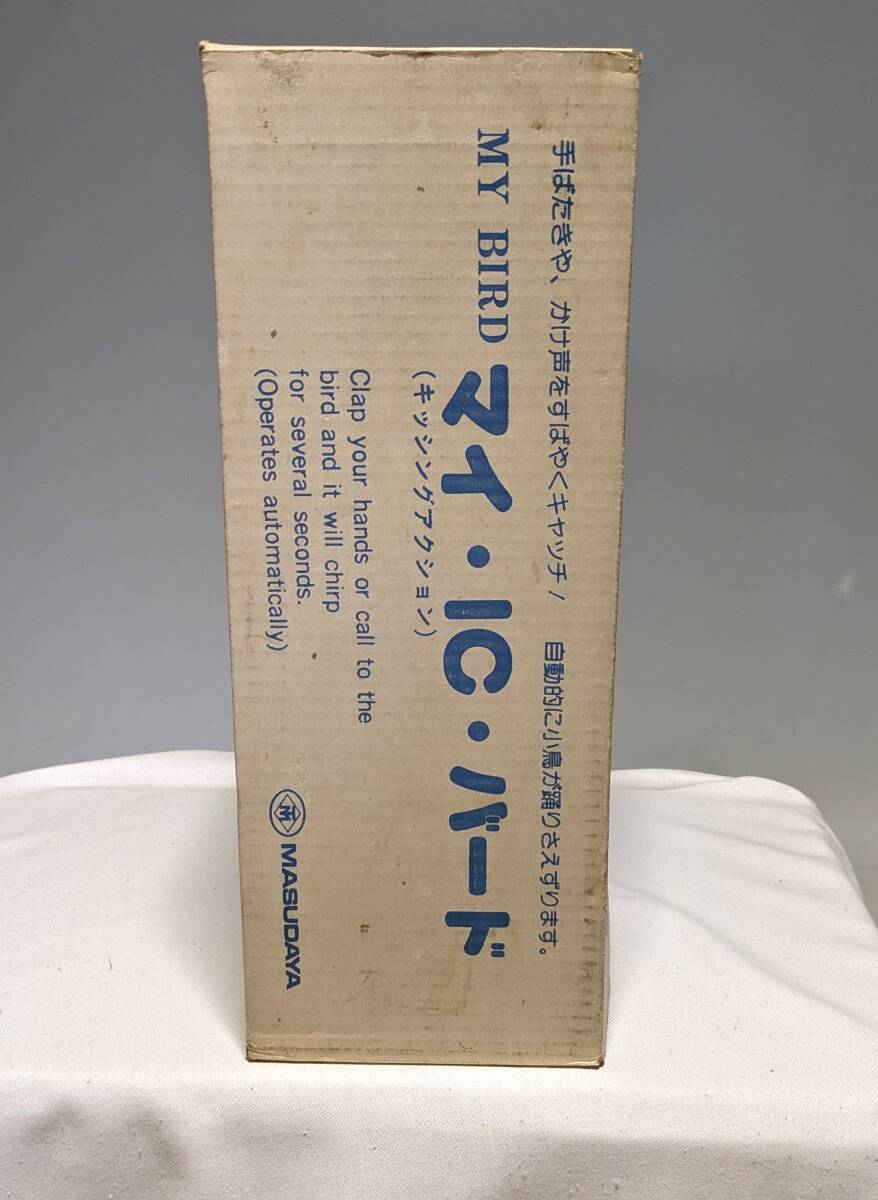 手ばたきや、かけ声をすばやくキャッチ! 自動的に小鳥が踊りさえずります。
MY BIRD マイ・IC・バード
(キッシングアクション)
Clap your hands or call to the
bird and it will chirp
for several seconds.
(Operates automatically)
MASUDAYA